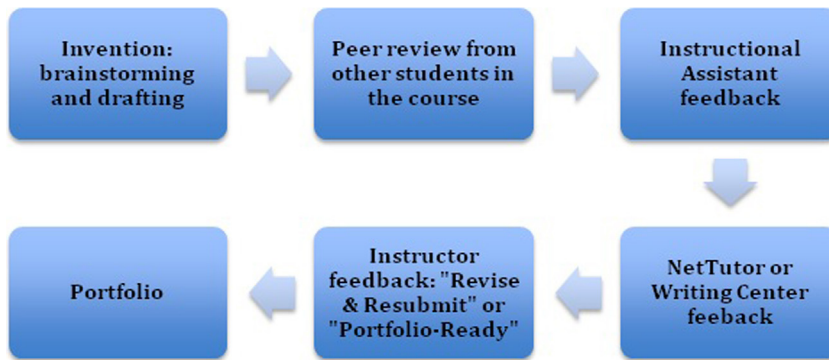 Invention:
brainstorming
and drafting
Peer review from
other students in
the course
Instructional
Assistant
feedback
NetTutor or
Writing Center
feeback
Instructor
feedback: "Revise
& Resubmit" or
"Portfolio-Ready"
Portfolio